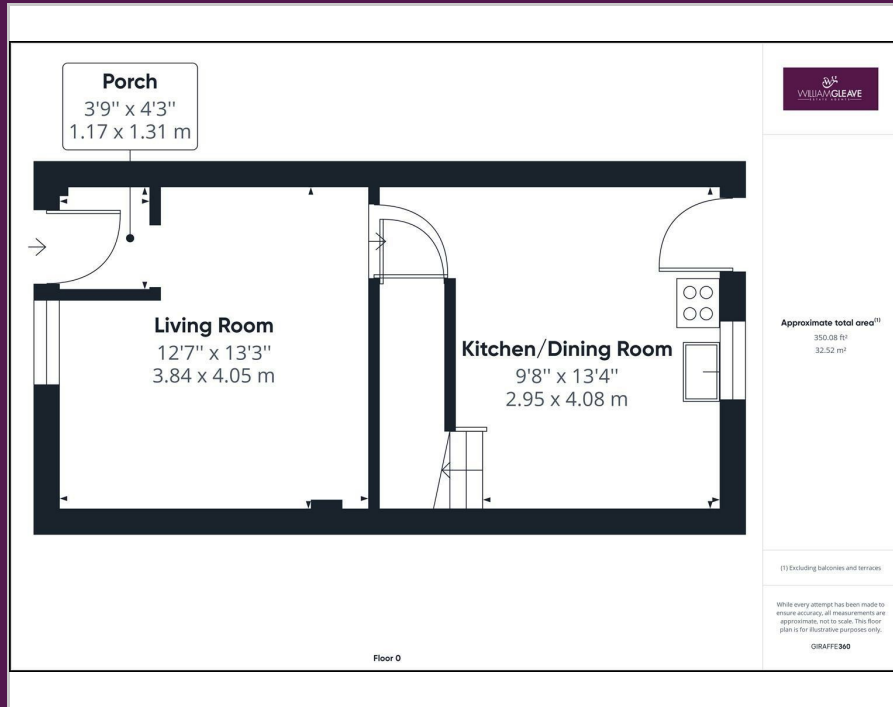 Porch
3'9'' x 4'3''
1.17 x 1.31 m
WILLIAMGLEAVE
ESTATE AGENTS
Living Room
12'7'' x 13'3''
3.84 x 4.05 m
Kitchen/Dining Room
9'8'' x 13'4''
2.95 x 4.08 m
Approximate total area(1)
350.08 ft²
32.52 m²
(1) Excluding balconies and terraces
While every attempt has been made to
ensure accuracy, all measurements are
approximate, not to scale. This floor
plan is for illustrative purposes only.
GIRAFFE360
Floor 0